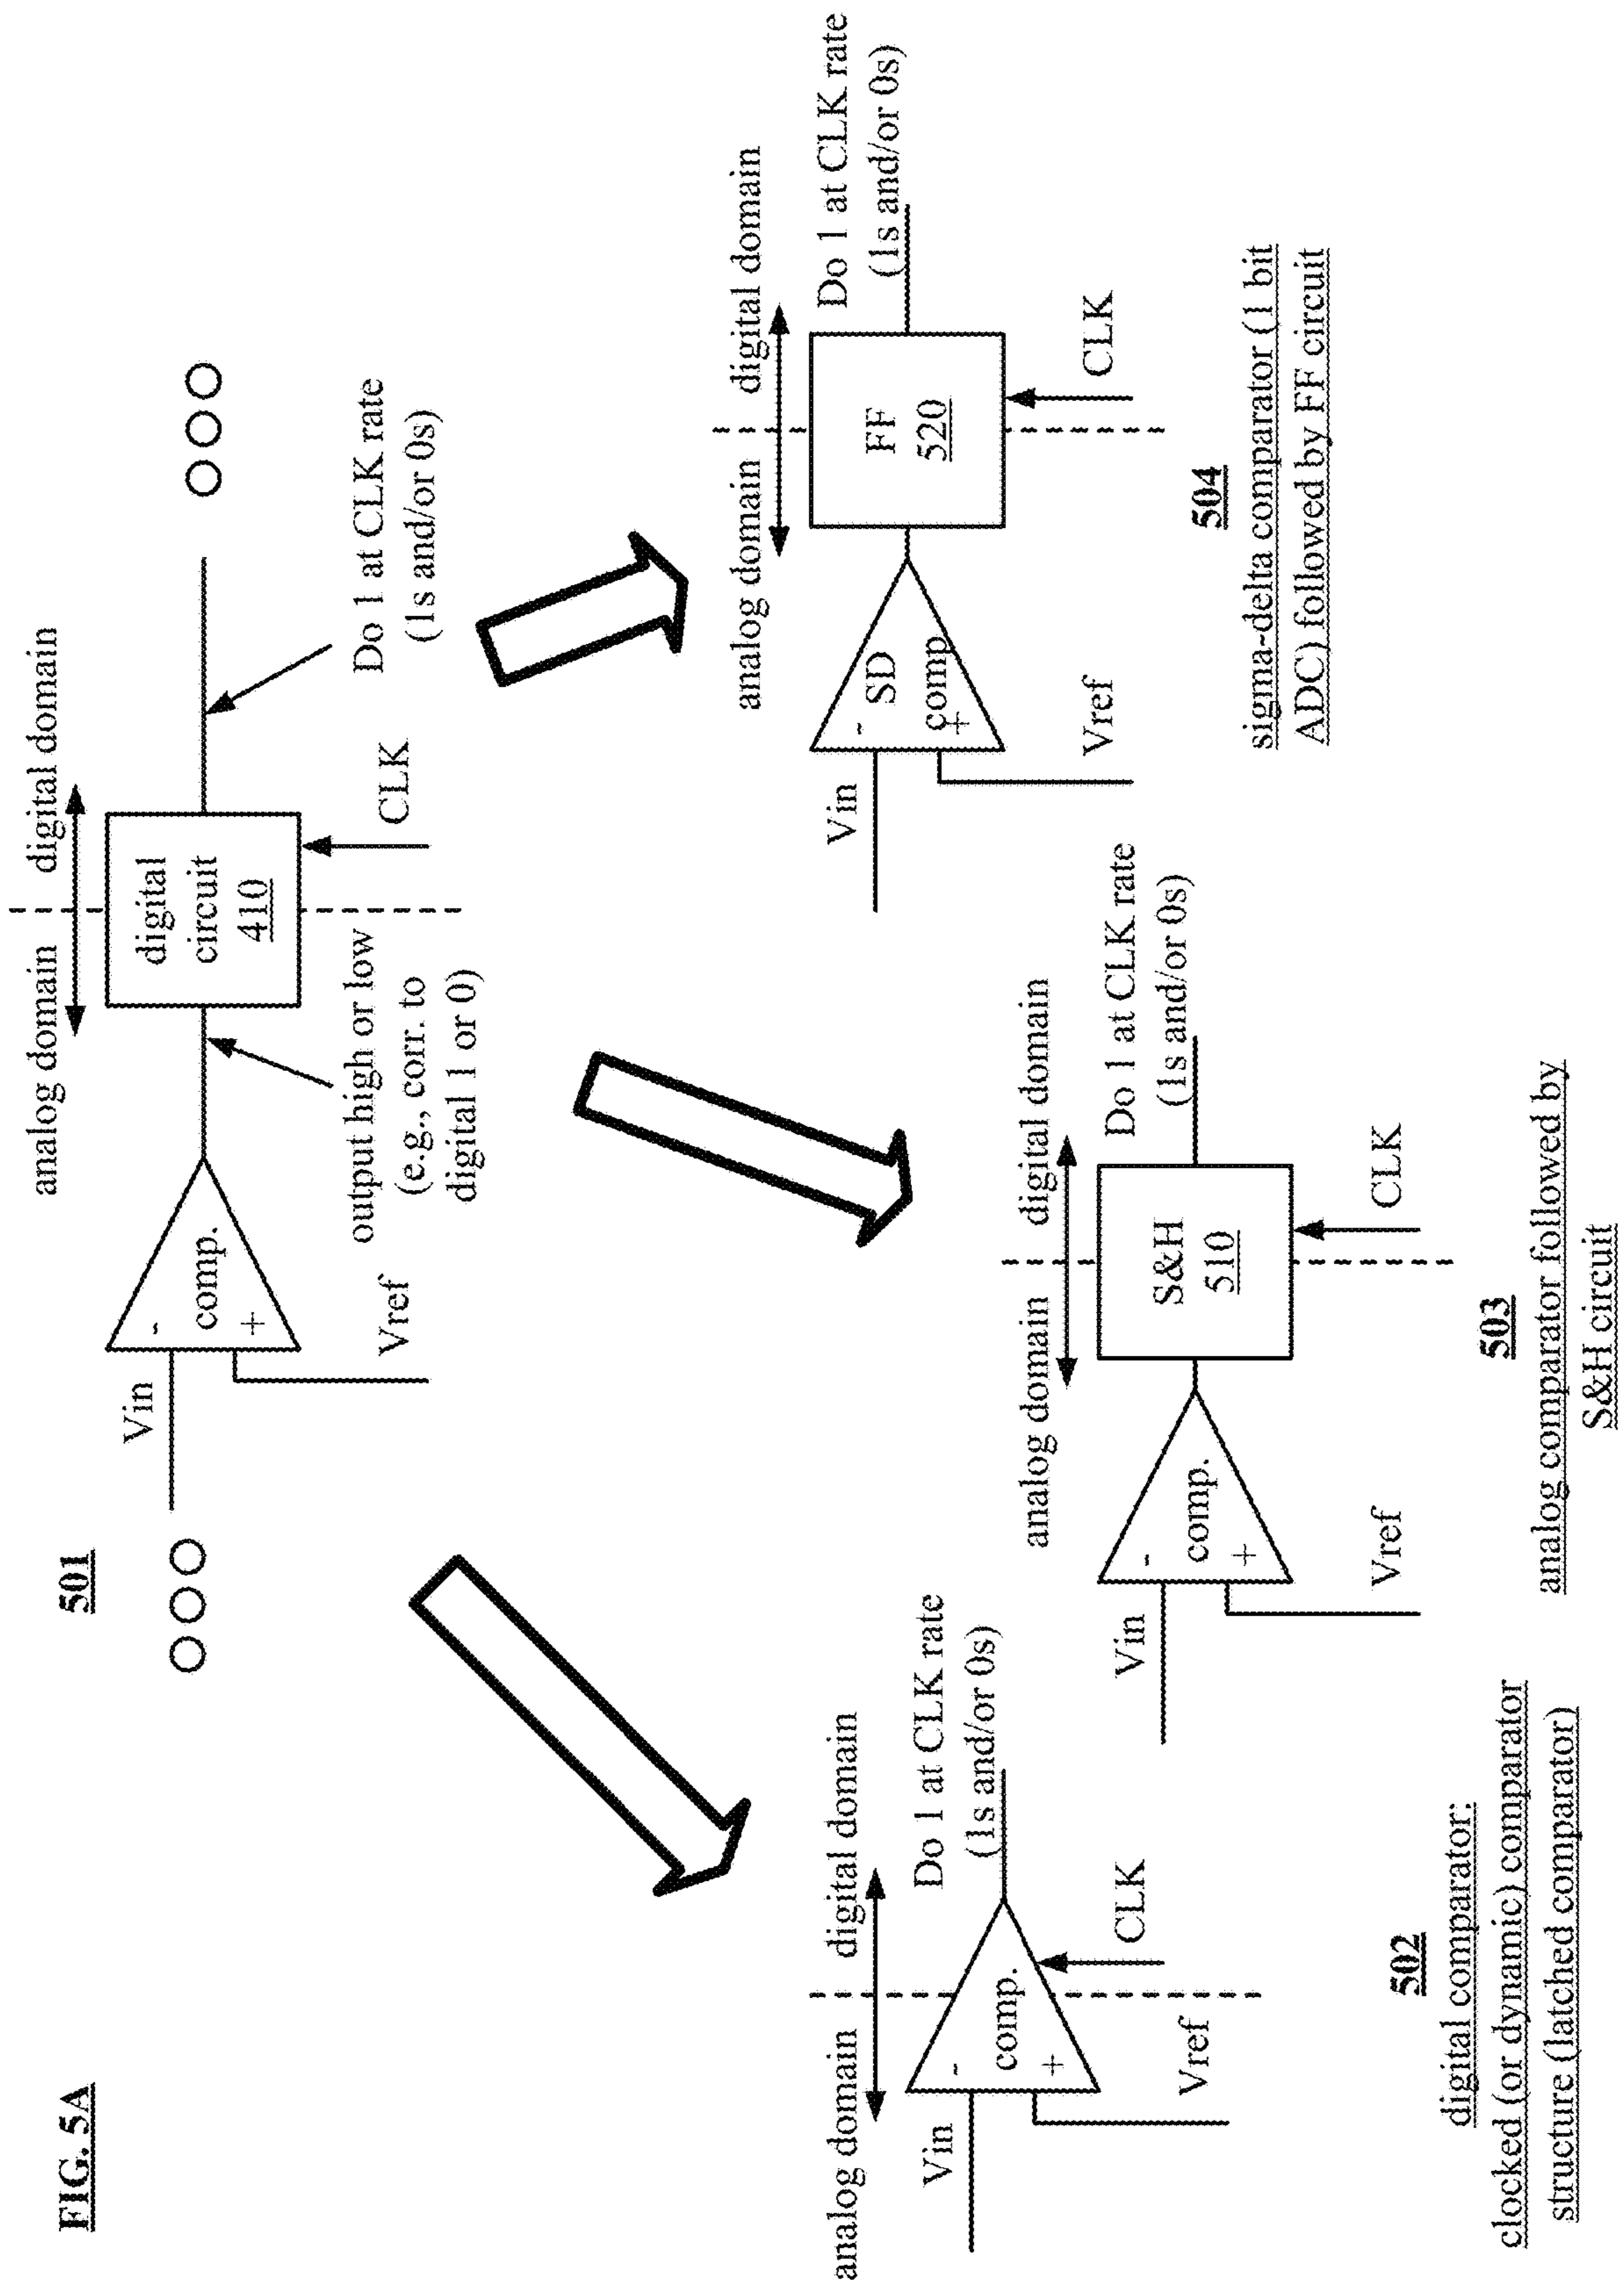 FIG. 5A
501
analog domain
digital domain
Vin
-
comp.
+
Vref
digital
circuit
410
CLK
output high or low
(e.g., corr. to
digital 1 or 0)
Do 1 at CLK rate
(1s and/or 0s)
analog domain
digital domain
Vin
-
comp.
+
Vref
CLK
Do 1 at CLK rate
(1s and/or 0s)
502
digital comparator:
clocked (or dynamic) comparator
structure (latched comparator)
analog domain
digital domain
Vin
-
comp.
+
Vref
S&H
510
CLK
Do 1 at CLK rate
(1s and/or 0s)
503
analog comparator followed by
S&H circuit
analog domain
digital domain
Vin
-
SD
comp
+
Vref
FF
520
CLK
Do 1 at CLK rate
(1s and/or 0s)
504
sigma-delta comparator (1 bit
ADC) followed by FF circuit